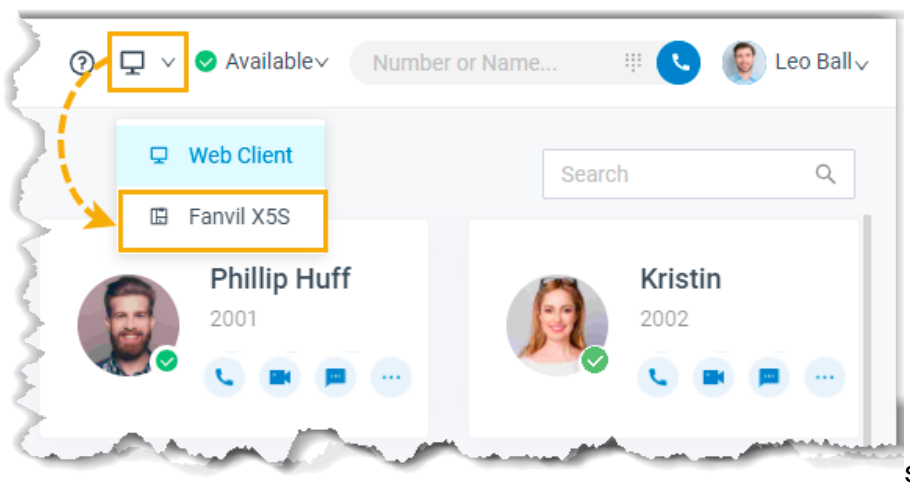 Available
Number or Name...
Leo Ball
Web Client
Search
Fanvil X5S
Phillip Huff
Kristin
2001
2002
s